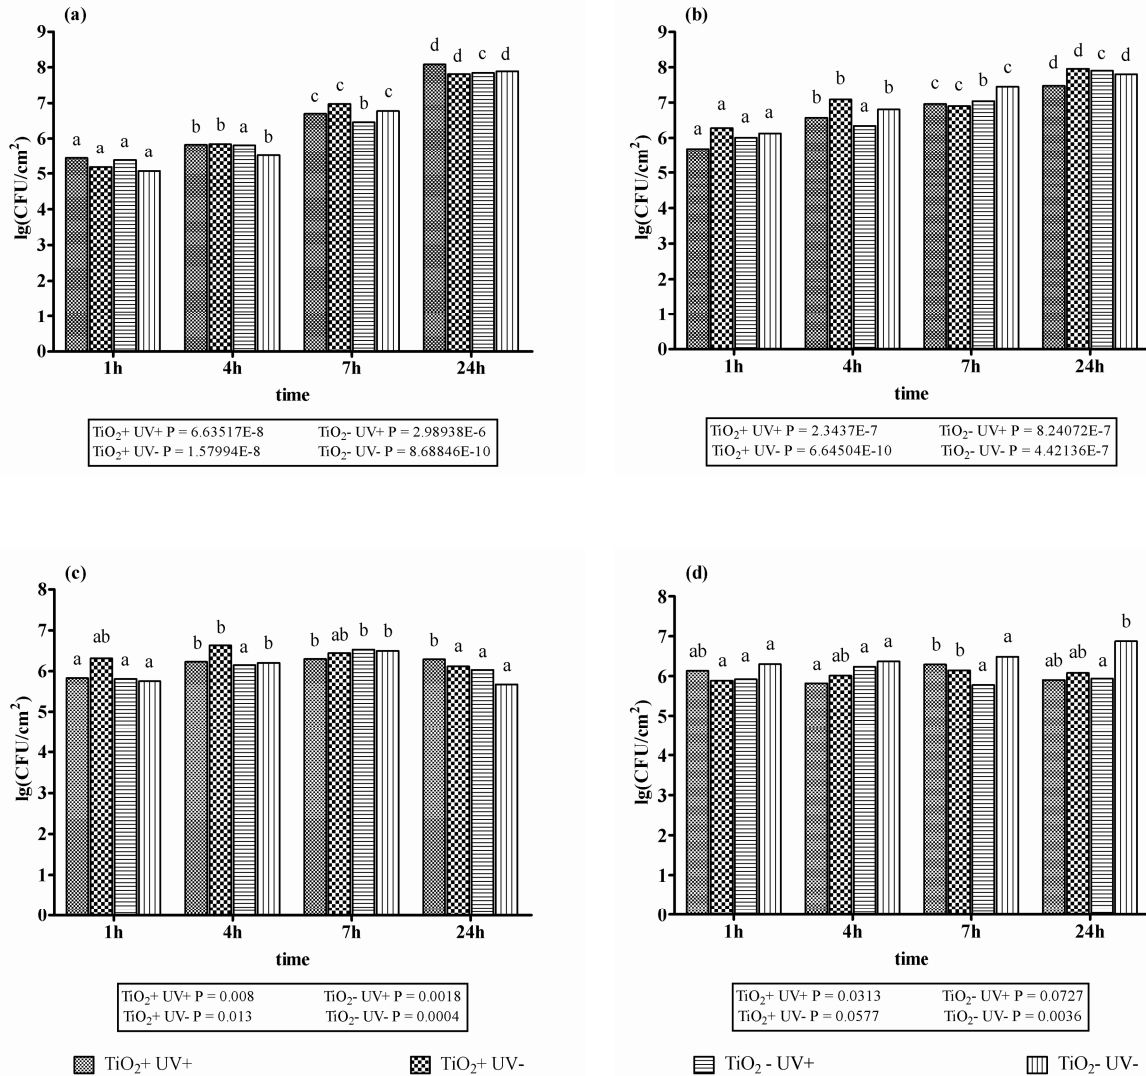 (a)
9
8
7
6
5
4
3
2
1
0
lg(CFU/cm2)
a a a a
b b a b
c c b c
d d c d
1h 4h 7h 24h
time
TiO2+ UV+ P = 6.63517E-8 TiO2- UV+ P = 2.98938E-6
TiO2+ UV- P = 1.57994E-8 TiO2- UV- P = 8.68846E-10
(b)
9
8
7
6
5
4
3
2
1
0
lg(CFU/cm2)
a a a a
b b a b
c c b c
d d c d
1h 4h 7h 24h
time
TiO2+ UV+ P = 2.3437E-7 TiO2- UV+ P = 8.24072E-7
TiO2+ UV- P = 6.64504E-10 TiO2- UV- P = 4.42136E-7
(c)
8
7
6
5
4
3
2
1
0
lg(CFU/cm2)
a ab a a
b b a b
b ab b b
b a a a
1h 4h 7h 24h
time
TiO2+ UV+ P = 0.008 TiO2- UV+ P = 0.0018
TiO2+ UV- P = 0.013 TiO2- UV- P = 0.0004
(d)
8
7
6
5
4
3
2
1
0
lg(CFU/cm2)
ab a a a
a ab a a
b b a a
ab ab a b
1h 4h 7h 24h
time
TiO2+ UV+ P = 0.0313 TiO2- UV+ P = 0.0727
TiO2+ UV- P = 0.0577 TiO2- UV- P = 0.0036
TiO2+ UV+ TiO2+ UV- TiO2 - UV+ TiO2- UV-